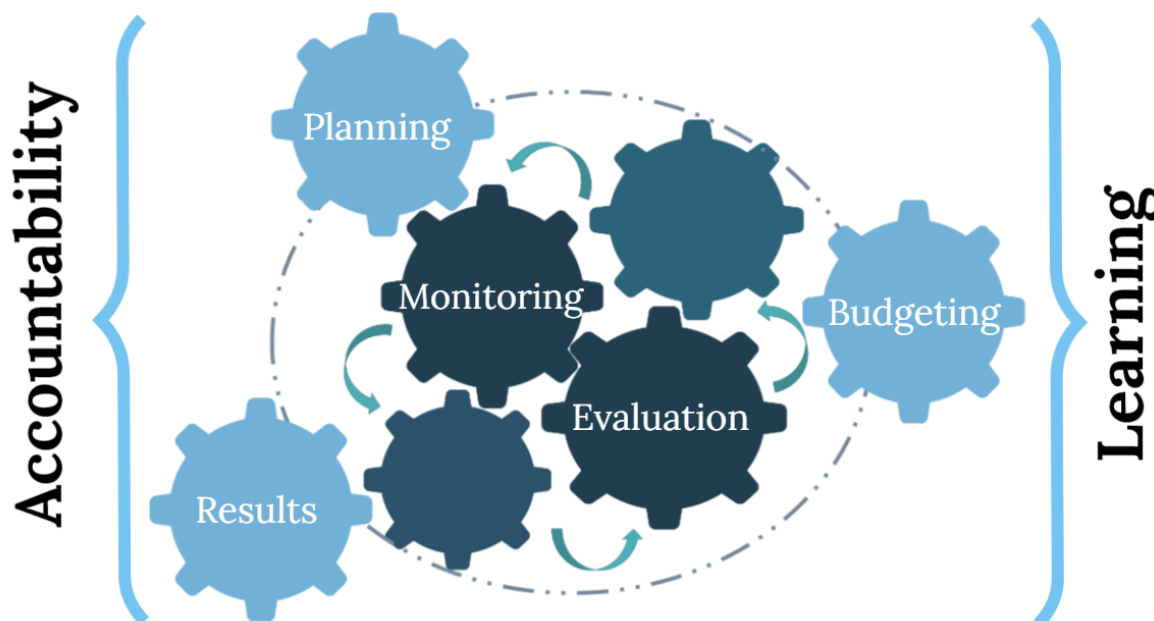 Accountability
Planning
Monitoring
Budgeting
Evaluation
Results
Learning